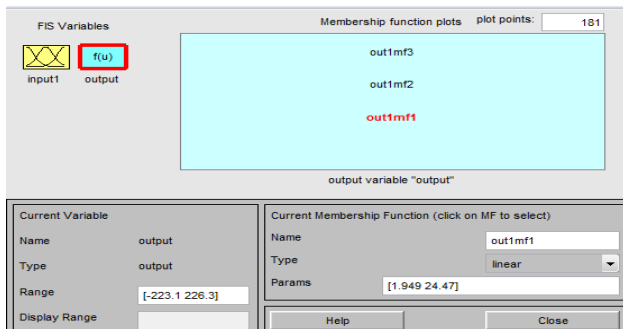 FIS Variables
Membership function plots
plot points: 181
f(u)
input1
output
out1mf3
out1mf2
out1mf1
output variable "output"
Current Variable
Name output
Type output
Range [-223.1 226.3]
Display Range
Current Membership Function (click on MF to select)
Name out1mf1
Type linear
Params [1.949 24.47]
Help
Close